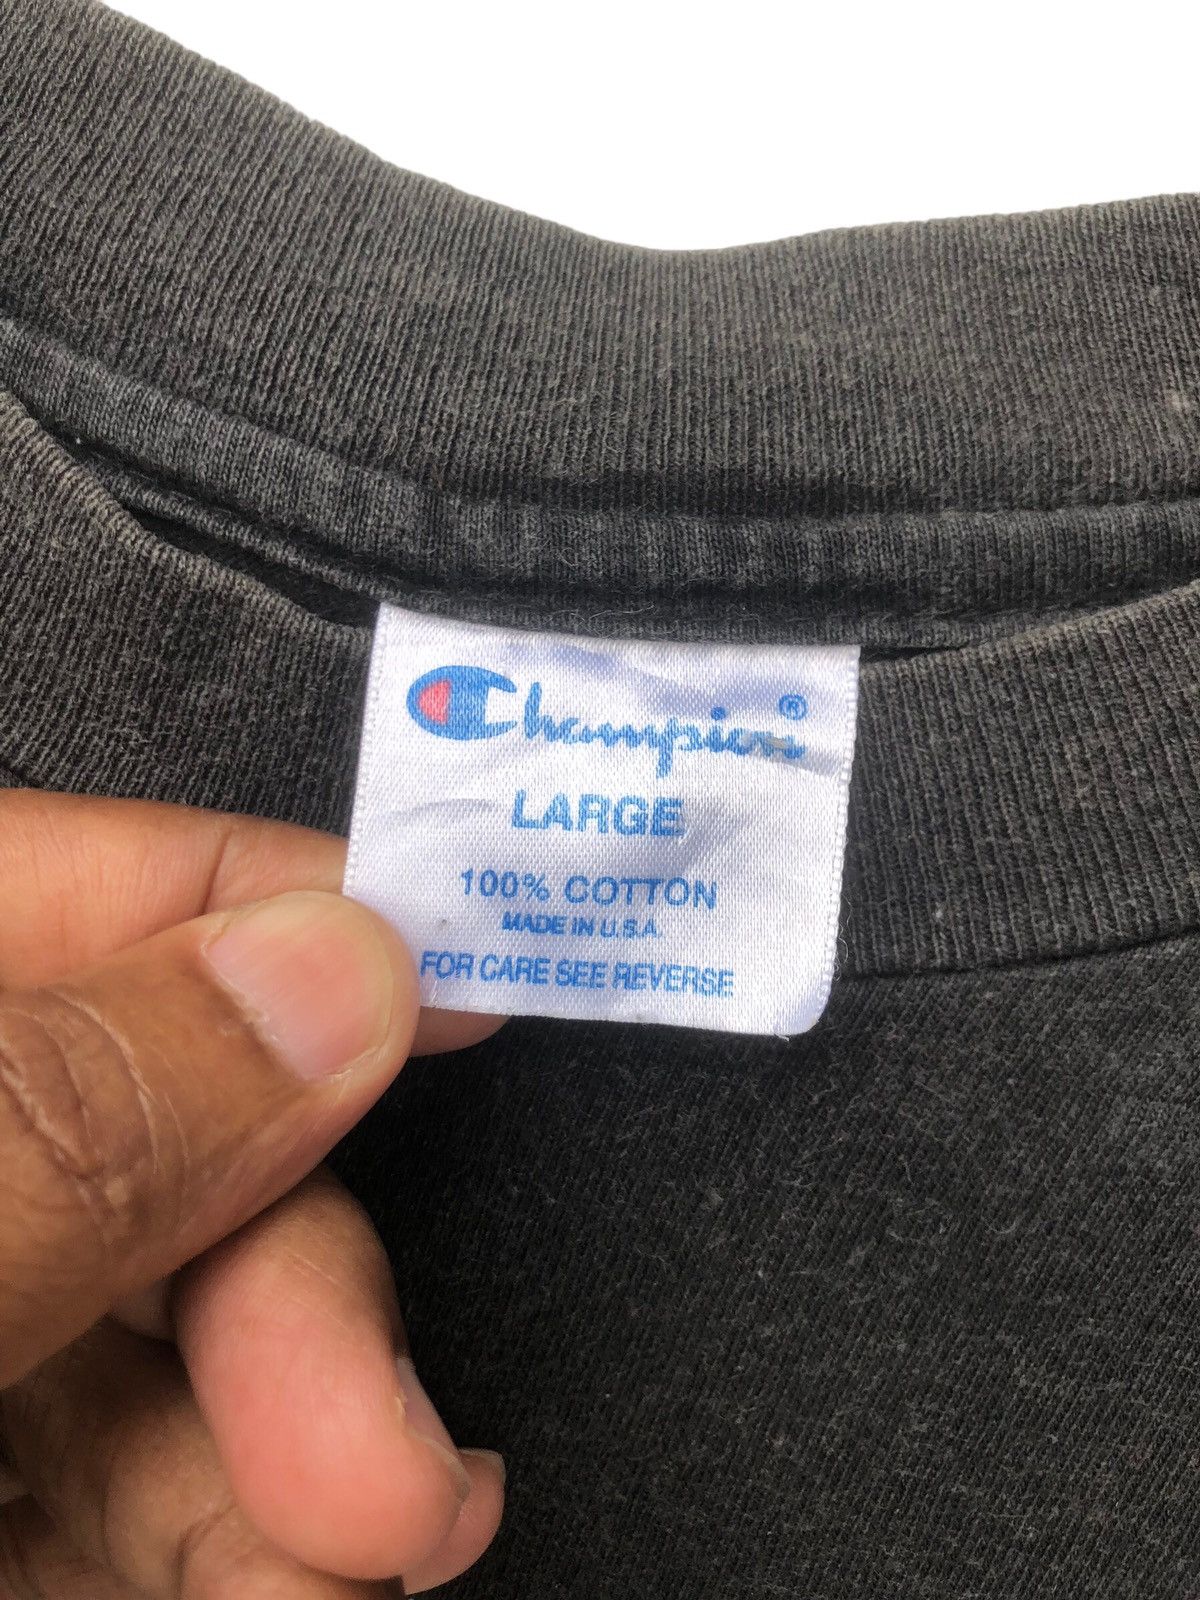 Champion®
LARGE
100% COTTON
MADE IN U.S.A.
FOR CARE SEE REVERSE